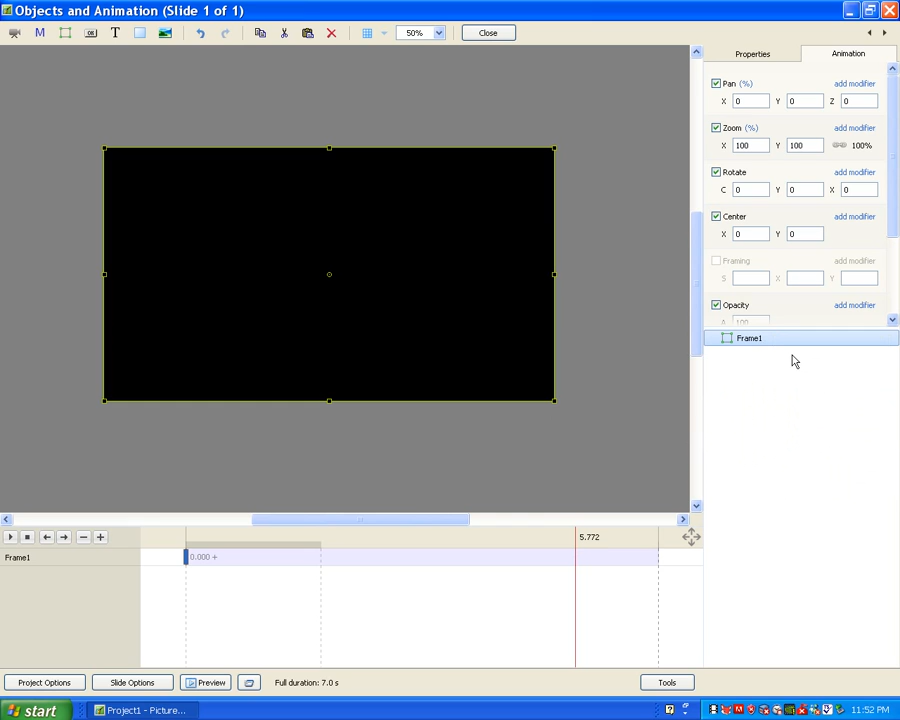 Objects and Animation (Slide 1 of 1)
M OK T 50% Close
Properties Animation
Pan (%) add modifier
X 0 Y 0 Z 0
Zoom (%) add modifier
X 100 Y 100 100%
Rotate add modifier
C 0 Y 0 X 0
Center add modifier
X 0 Y 0
Framing add modifier
S X Y
Opacity add modifier
A 100
Frame1
5.772
Frame1 0.000 +
Project Options Slide Options Preview Full duration: 7.0 s Tools
start Project1 - Picture... 11:52 PM